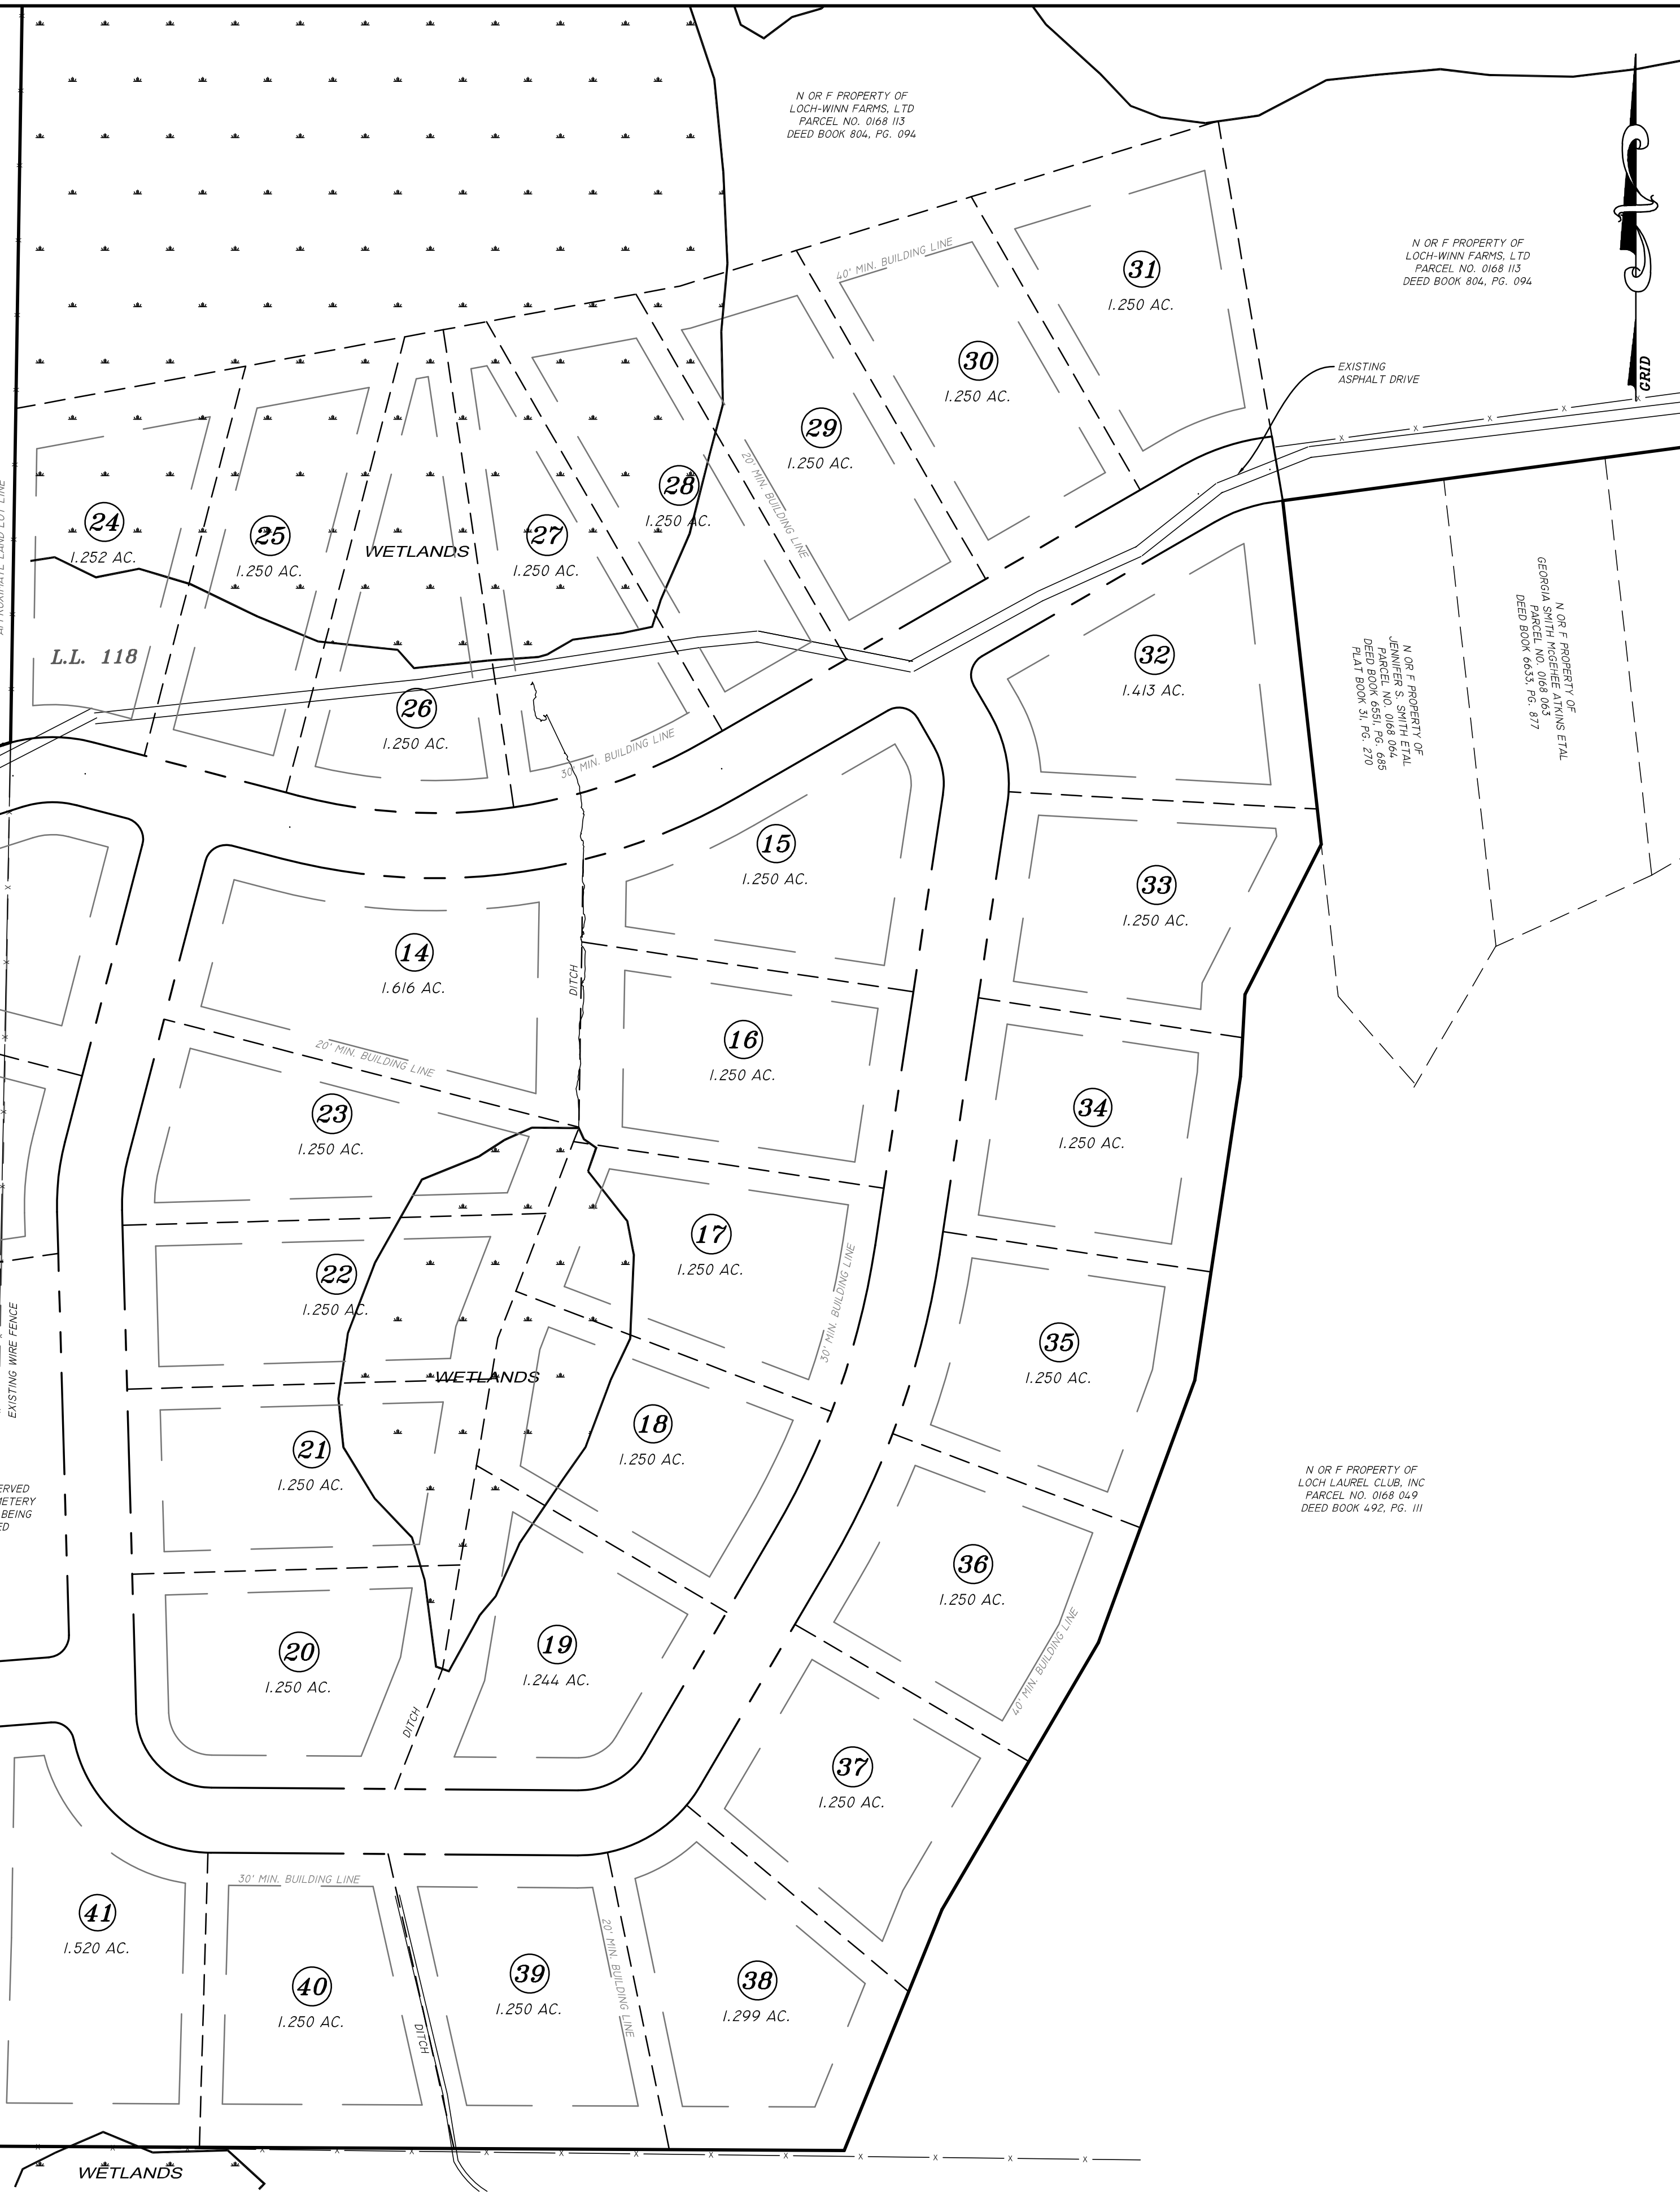 N OR F PROPERTY OF
LOCH-WINN FARMS, LTD
PARCEL NO. 0168 113
DEED BOOK 804, PG. 094
N OR F PROPERTY OF
LOCH-WINN FARMS, LTD
PARCEL NO. 0168 113
DEED BOOK 804, PG. 094
GRID
EXISTING
ASPHALT DRIVE
40' MIN. BUILDING LINE
31
1.250 AC.
30
1.250 AC.
29
1.250 AC.
20' MIN. BUILDING LINE
28
1.250 AC.
27
1.250 AC.
WETLANDS
25
1.250 AC.
24
1.252 AC.
L.L. 118
26
1.250 AC.
30' MIN. BUILDING LINE
32
1.413 AC.
N OR F PROPERTY OF
JENNIFER S. SMITH ETAL
PARCEL NO. 0168 064
DEED BOOK 6551, PG. 685
PLAT BOOK 31, PG. 270
N OR F PROPERTY OF
GEORGIA SMITH McGEHEE ATKINS ETAL
PARCEL NO. 0168 063
DEED BOOK 6633, PG. 877
15
1.250 AC.
33
1.250 AC.
14
1.616 AC.
DITCH
20' MIN. BUILDING LINE
16
1.250 AC.
34
1.250 AC.
23
1.250 AC.
17
1.250 AC.
30' MIN. BUILDING LINE
22
1.250 AC.
35
1.250 AC.
WETLANDS
EXISTING WIRE FENCE
18
1.250 AC.
21
1.250 AC.
N OR F PROPERTY OF
LOCH LAUREL CLUB, INC
PARCEL NO. 0168 049
DEED BOOK 492, PG. 111
BEING
36
1.250 AC.
40' MIN. BUILDING LINE
19
1.244 AC.
20
1.250 AC.
DITCH
37
1.250 AC.
30' MIN. BUILDING LINE
41
1.520 AC.
40
1.250 AC.
DITCH
39
1.250 AC.
20' MIN. BUILDING LINE
38
1.299 AC.
WETLANDS